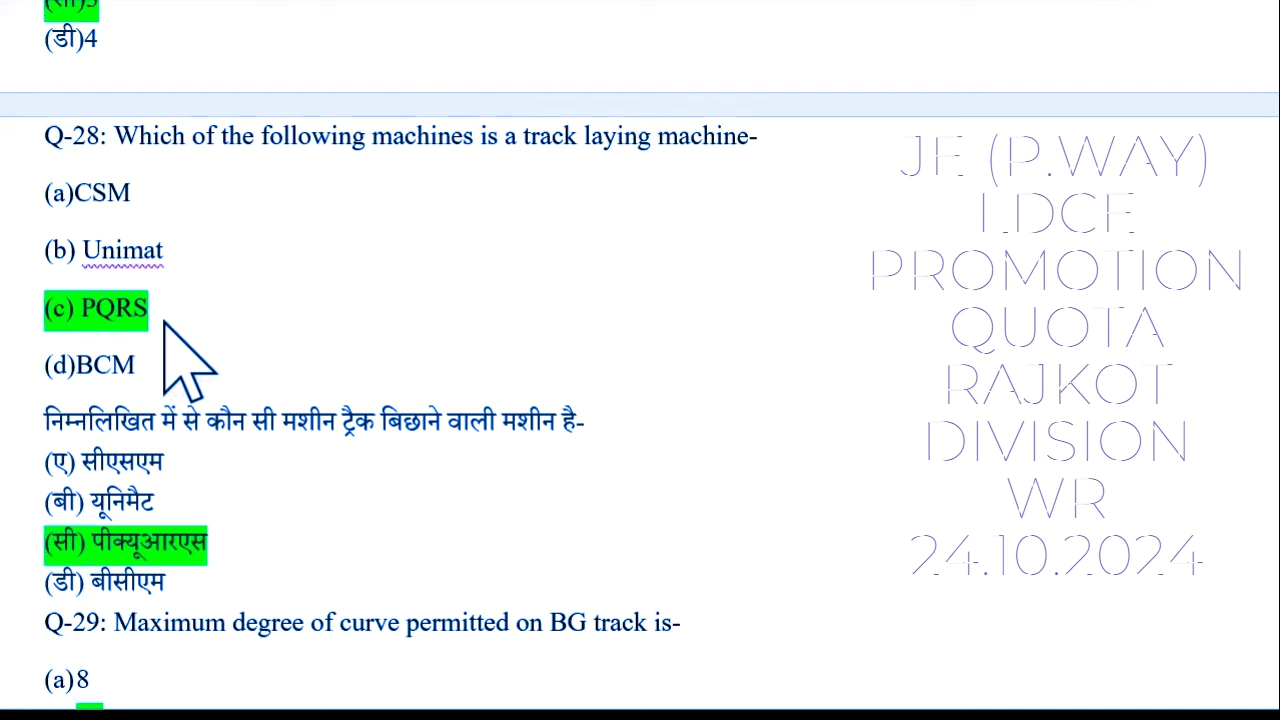 (सी)3
(डी)4
Q-28: Which of the following machines is a track laying machine-
(a)CSM
(b) Unimat
(c) PQRS
(d)BCM
निम्नलिखित में से कौन सी मशीन ट्रैक बिछाने वाली मशीन है-
(ए) सीएसएम
(बी) यूनिमैट
(सी) पीक्यूआरएस
(डी) बीसीएम
Q-29: Maximum degree of curve permitted on BG track is-
(a)8
JE (P.WAY)
LDCE
PROMOTION
QUOTA
RAJKOT
DIVISION
WR
24.10.2024